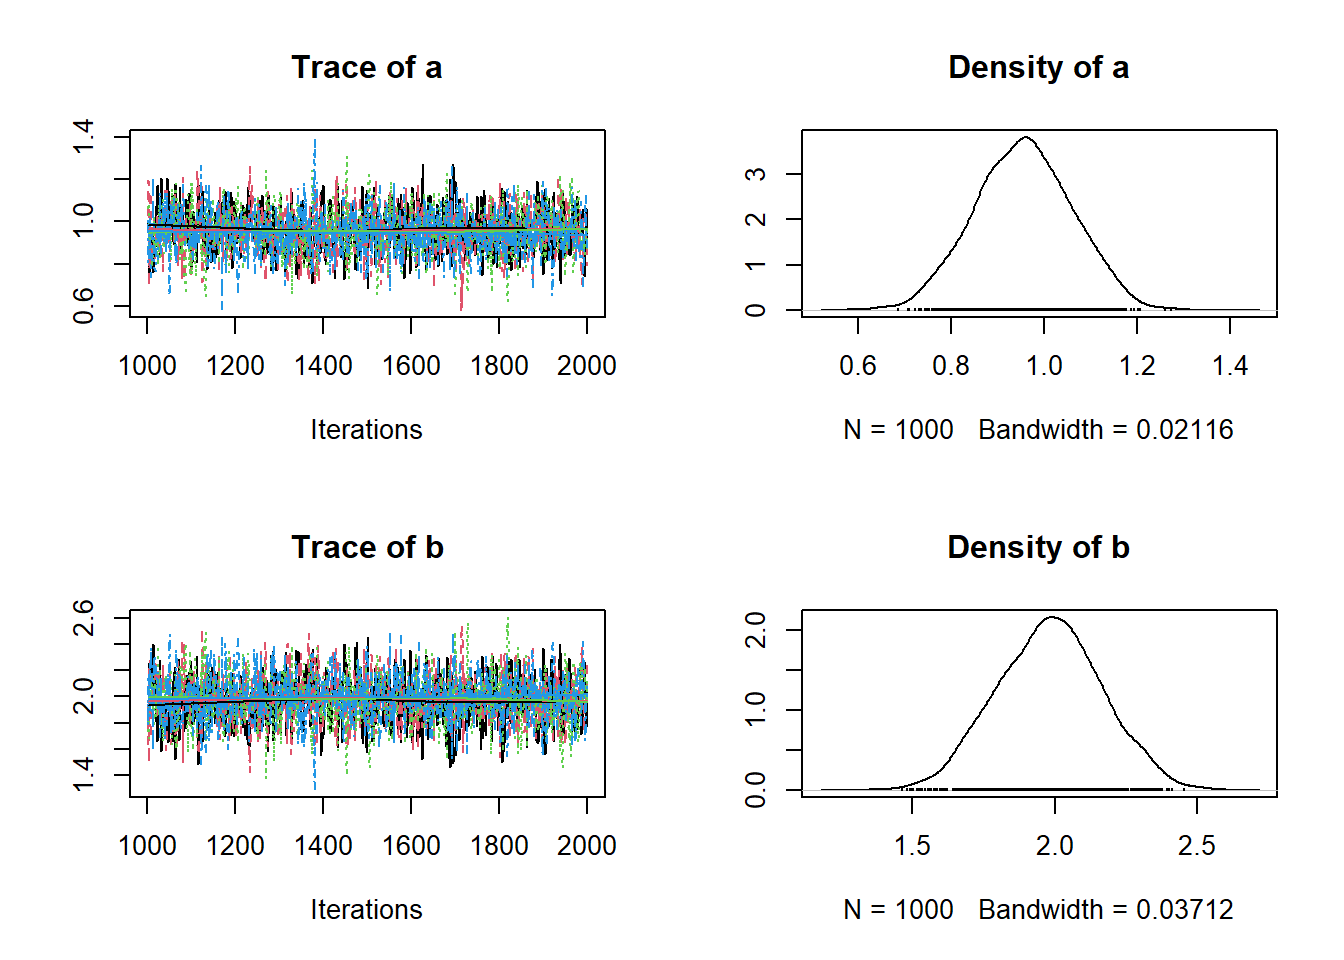 Trace of a
1.4
1.0
0.6
1000 1200 1400 1600 1800 2000
Iterations
Density of a
3
2
1
0
0.6 0.8 1.0 1.2 1.4
N = 1000 Bandwidth = 0.02116
Trace of b
2.6
2.0
1.4
1000 1200 1400 1600 1800 2000
Iterations
Density of b
2.0
1.0
0.0
1.5 2.0 2.5
N = 1000 Bandwidth = 0.03712